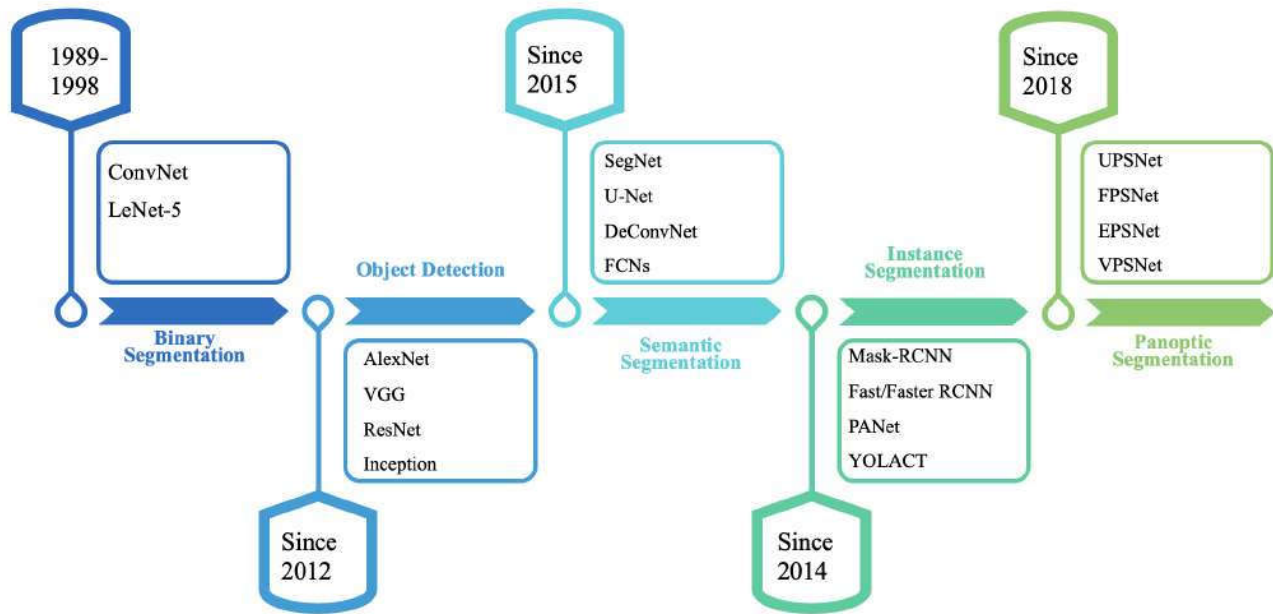 1989-
1998
ConvNet
LeNet-5
Binary
Segmentation
Since
2012
Object Detection
AlexNet
VGG
ResNet
Inception
Since
2015
SegNet
U-Net
DeConvNet
FCNs
Semantic
Segmentation
Since
2014
Instance
Segmentation
Mask-RCNN
Fast/Faster RCNN
PANet
YOLACT
Since
2018
UPSNet
FPSNet
EPSNet
VPSNet
Panoptic
Segmentation